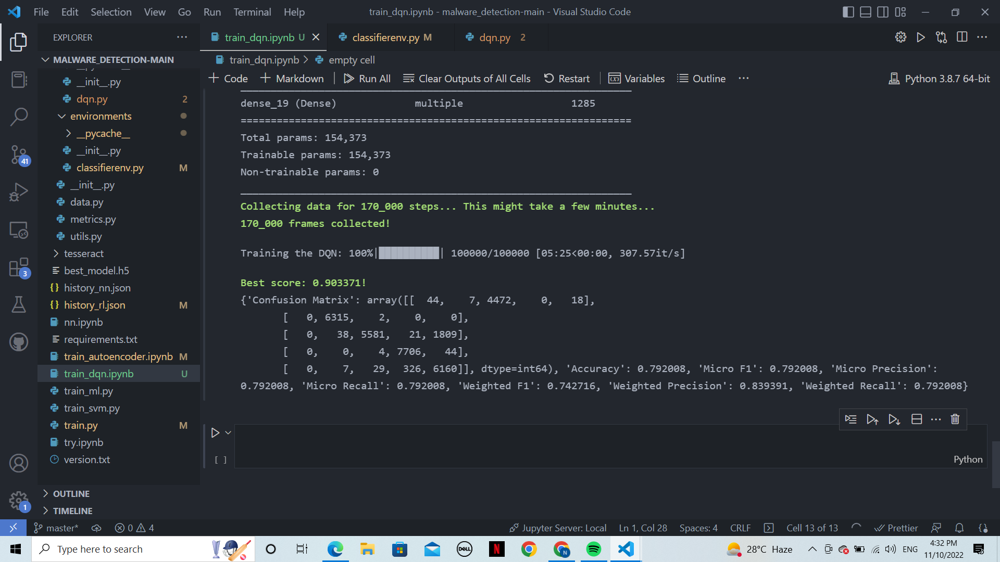 File Edit Selection View Go Run Terminal Help
train_dqn.ipynb - malware_detection-main - Visual Studio Code
EXPLORER
MALWARE_DETECTION-MAIN
__init__.py
dqn.py 2
environments
__pycache__
__init__.py
classifierenv.py M
__init__.py
data.py
metrics.py
utils.py
tesseract
best_model.h5
history_nn.json
history_rl.json M
nn.ipynb
requirements.txt
train_autoencoder.ipynb M
train_dqn.ipynb U
train_ml.py
train_svm.py
train.py M
try.ipynb
version.txt
OUTLINE
TIMELINE
41
3
1
train_dqn.ipynb U classifierenv.py M dqn.py 2
train_dqn.ipynb > empty cell
+ Code + Markdown Run All Clear Outputs of All Cells Restart Variables Outline ... Python 3.8.7 64-bit
dense_19 (Dense) multiple 1285
=================================================================
Total params: 154,373
Trainable params: 154,373
Non-trainable params: 0
_________________________________________________________________
Collecting data for 170_000 steps... This might take a few minutes...
170_000 frames collected!
Training the DQN: 100%|██████████| 100000/100000 [05:25<00:00, 307.57it/s]
Best score: 0.903371!
{'Confusion Matrix': array([[ 44, 7, 4472, 0, 18],
[ 0, 6315, 2, 0, 0],
[ 0, 38, 5581, 21, 1809],
[ 0, 0, 4, 7706, 44],
[ 0, 7, 29, 326, 6160]], dtype=int64), 'Accuracy': 0.792008, 'Micro F1': 0.792008, 'Micro Precision':
0.792008, 'Micro Recall': 0.792008, 'Weighted F1': 0.742716, 'Weighted Precision': 0.839391, 'Weighted Recall': 0.792008}
[ ]
Python
master* 0 4 Jupyter Server: Local Ln 1, Col 28 Spaces: 4 CRLF Cell 13 of 13 Prettier
Type here to search
DELL
N
N
28°C Haze
ENG
4:32 PM
11/10/2022